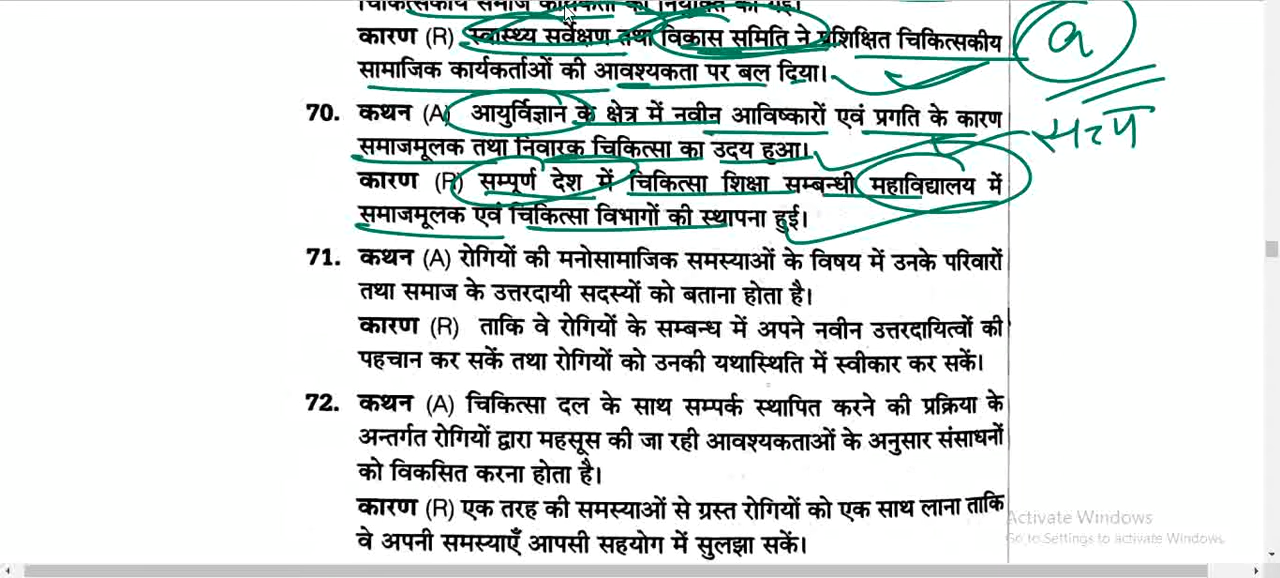 चिकित्सकीय समाज कार्यकर्ता की नियुक्ति की गई।
कारण (R) स्वास्थ्य सर्वेक्षण तथा विकास समिति ने प्रशिक्षित चिकित्सकीय
सामाजिक कार्यकर्ताओं की आवश्यकता पर बल दिया।
a
70. कथन (A) आयुर्विज्ञान के क्षेत्र में नवीन आविष्कारों एवं प्रगति के कारण
समाजमूलक तथा निवारक चिकित्सा का उदय हुआ।
सत्य
कारण (R) सम्पूर्ण देश में चिकित्सा शिक्षा सम्बन्धी महाविद्यालय में
समाजमूलक एवं चिकित्सा विभागों की स्थापना हुई।
71. कथन (A) रोगियों की मनोसामाजिक समस्याओं के विषय में उनके परिवारों
तथा समाज के उत्तरदायी सदस्यों को बताना होता है।
कारण (R) ताकि वे रोगियों के सम्बन्ध में अपने नवीन उत्तरदायित्वों की
पहचान कर सकें तथा रोगियों को उनकी यथास्थिति में स्वीकार कर सकें।
72. कथन (A) चिकित्सा दल के साथ सम्पर्क स्थापित करने की प्रक्रिया के
अन्तर्गत रोगियों द्वारा महसूस की जा रही आवश्यकताओं के अनुसार संसाधनों
को विकसित करना होता है।
कारण (R) एक तरह की समस्याओं से ग्रस्त रोगियों को एक साथ लाना ताकि
वे अपनी समस्याएँ आपसी सहयोग में सुलझा सकें।
Activate Windows
Go to Settings to activate Windows.